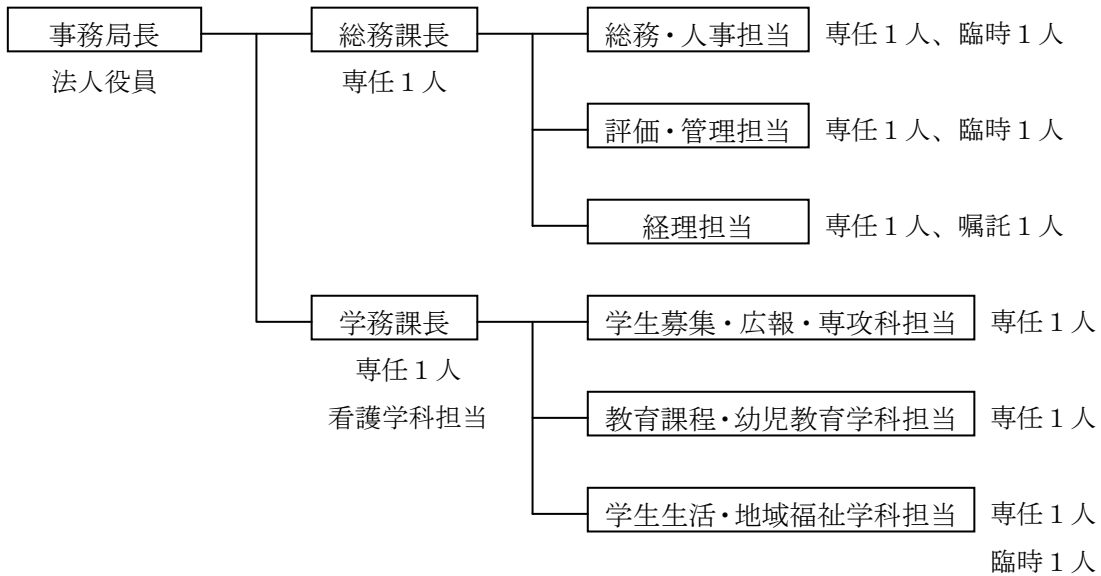 事務局長
法人役員
総務課長
専任１人
総務・人事担当 専任１人、臨時１人
評価・管理担当 専任１人、臨時１人
経理担当 専任１人、嘱託１人
学務課長
専任１人
看護学科担当
学生募集・広報・専攻科担当 専任１人
教育課程・幼児教育学科担当 専任１人
学生生活・地域福祉学科担当 専任１人
臨時１人